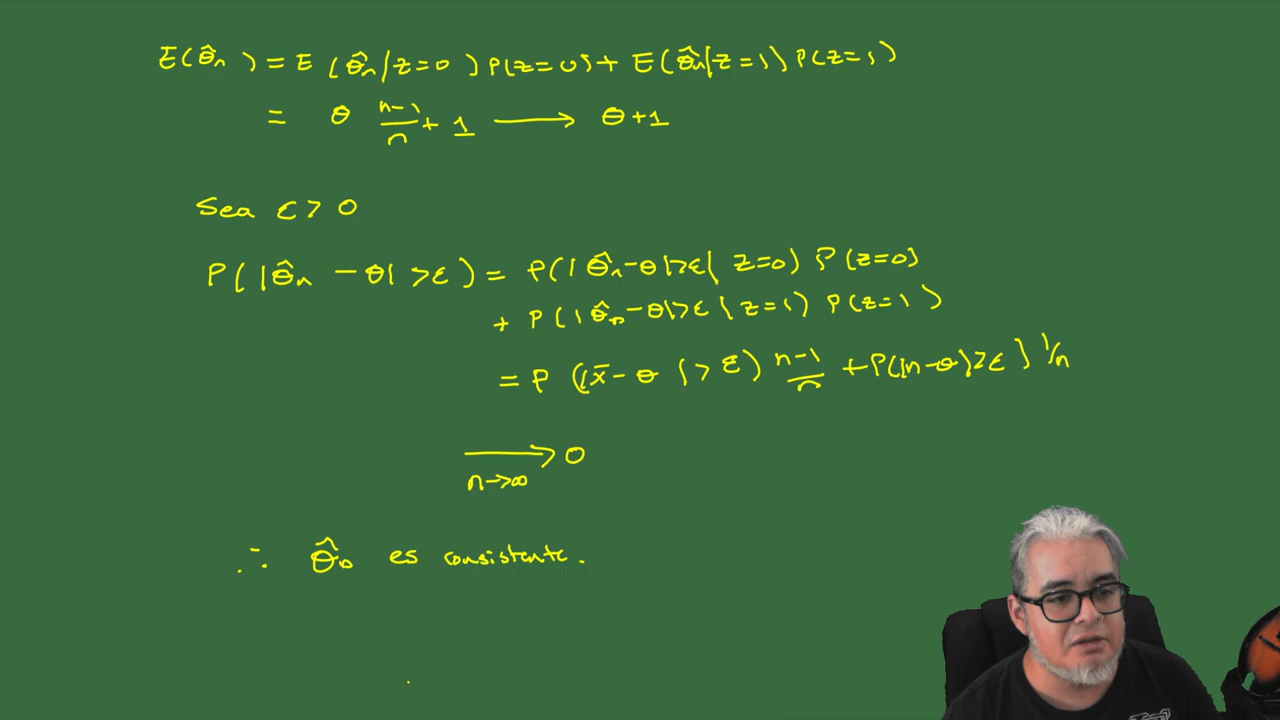 E(θ̂n) = E(θ̂n/z=0) P(z=0) + E(θ̂n|z=1) P(z=1)
= θ (n-1)/n + 1 ⟶ θ+1
Sea ε > 0
P(|θ̂n - θ| > ε) = P(|θ̂n - θ| > ε | z=0) P(z=0)
+ P(|θ̂n - θ| > ε | z=1) P(z=1)
= P(|x̄ - θ| > ε) (n-1)/n + P(|n-θ| > ε) 1/n
⟶ 0
n→∞
∴ θ̂n es consistente.